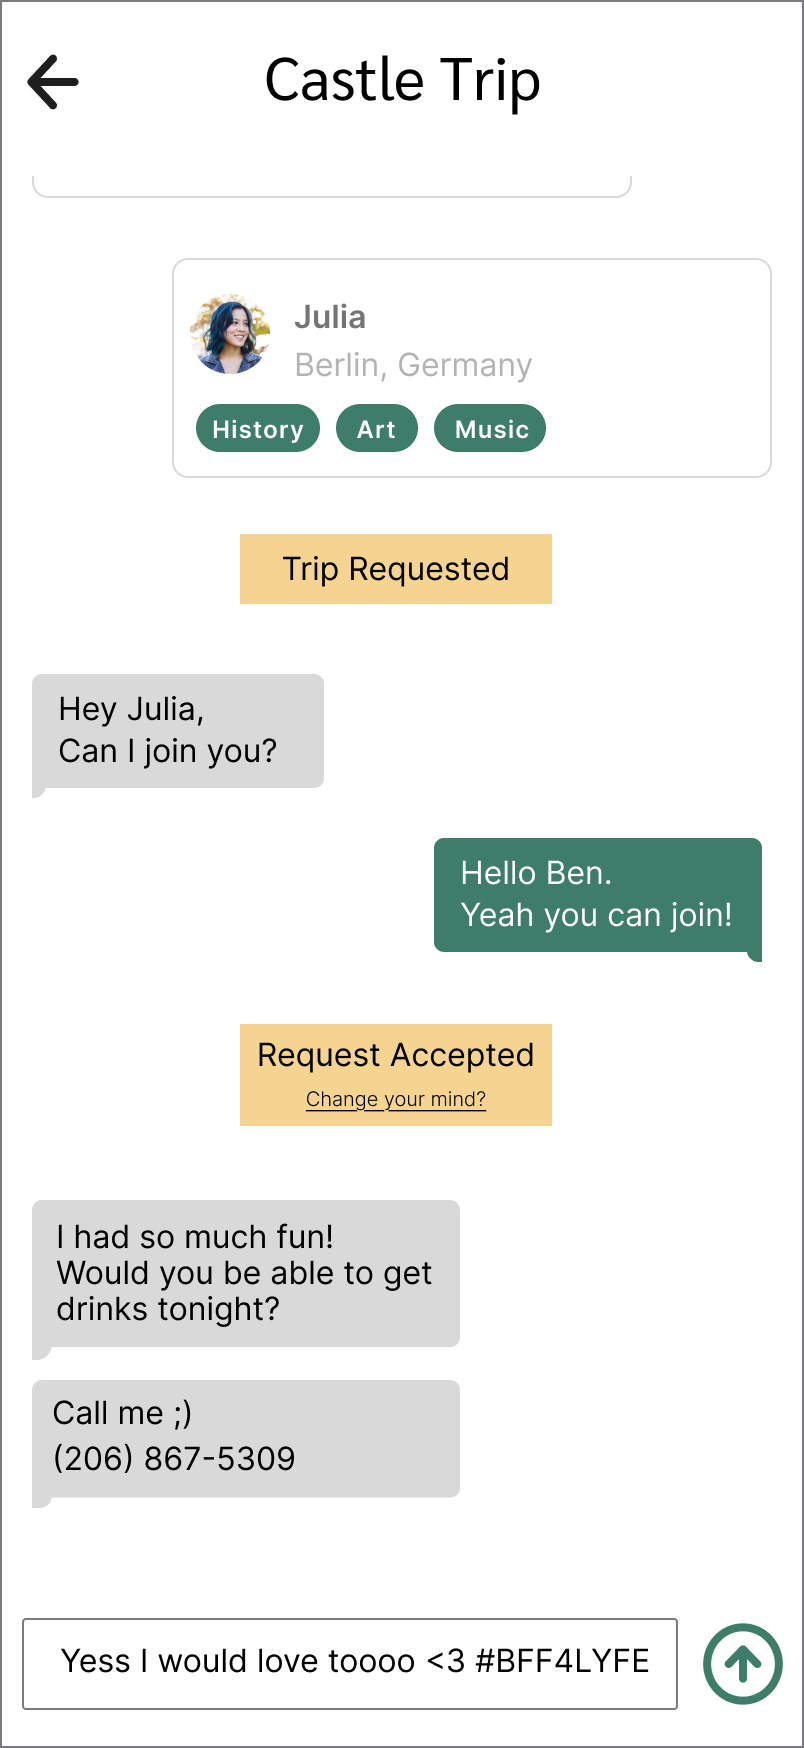 Castle Trip
Julia
Berlin, Germany
History Art Music
Trip Requested
Hey Julia,
Can I join you?
Hello Ben.
Yeah you can join!
Request Accepted
Change your mind?
I had so much fun!
Would you be able to get
drinks tonight?
Call me ;)
(206) 867-5309
Yess I would love toooo <3 #BFF4LYFE